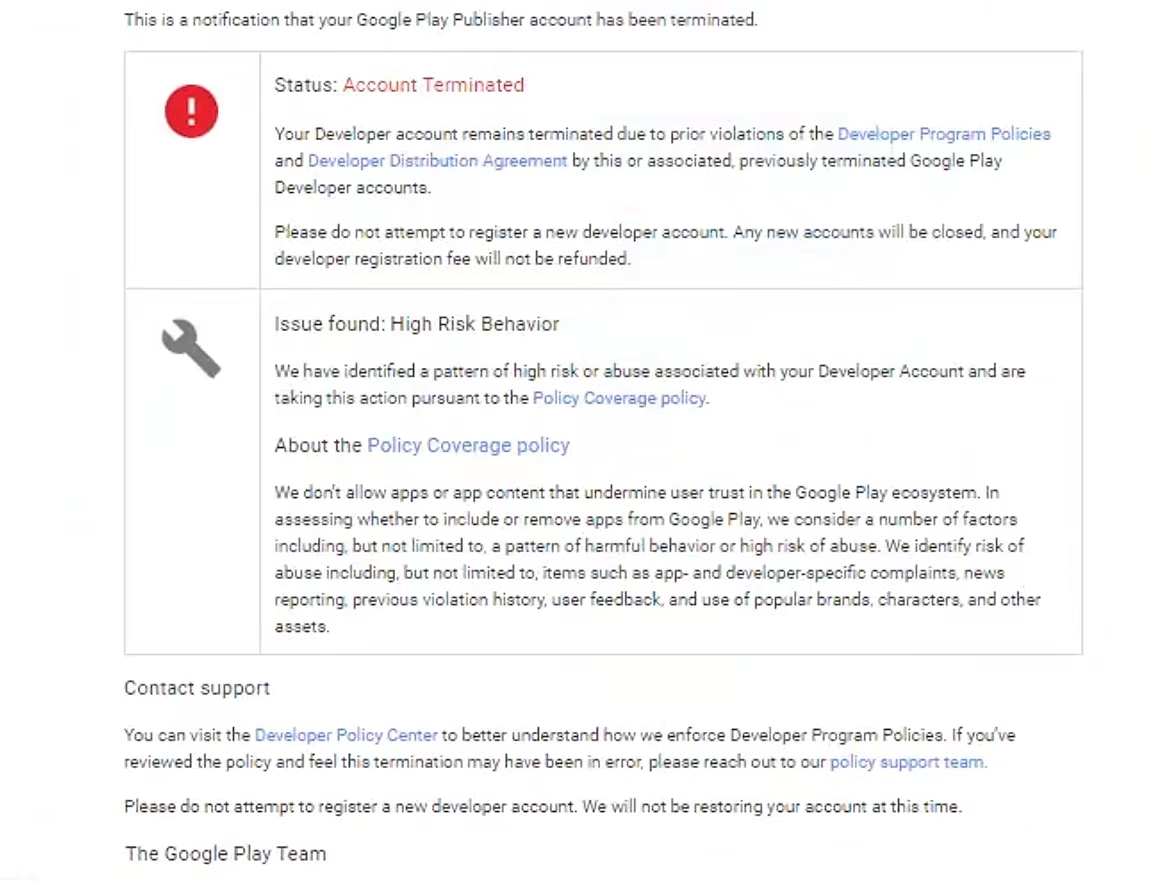 This is a notification that your Google Play Publisher account has been terminated.
Status: Account Terminated
Your Developer account remains terminated due to prior violations of the Developer Program Policies
and Developer Distribution Agreement by this or associated, previously terminated Google Play
Developer accounts.
Please do not attempt to register a new developer account. Any new accounts will be closed, and your
developer registration fee will not be refunded.
Issue found: High Risk Behavior
We have identified a pattern of high risk or abuse associated with your Developer Account and are
taking this action pursuant to the Policy Coverage policy.
About the Policy Coverage policy
We don't allow apps or app content that undermine user trust in the Google Play ecosystem. In
assessing whether to include or remove apps from Google Play, we consider a number of factors
including, but not limited to, a pattern of harmful behavior or high risk of abuse. We identify risk of
abuse including, but not limited to, items such as app- and developer-specific complaints, news
reporting, previous violation history, user feedback, and use of popular brands, characters, and other
assets.
Contact support
You can visit the Developer Policy Center to better understand how we enforce Developer Program Policies. If you've
reviewed the policy and feel this termination may have been in error, please reach out to our policy support team.
Please do not attempt to register a new developer account. We will not be restoring your account at this time.
The Google Play Team